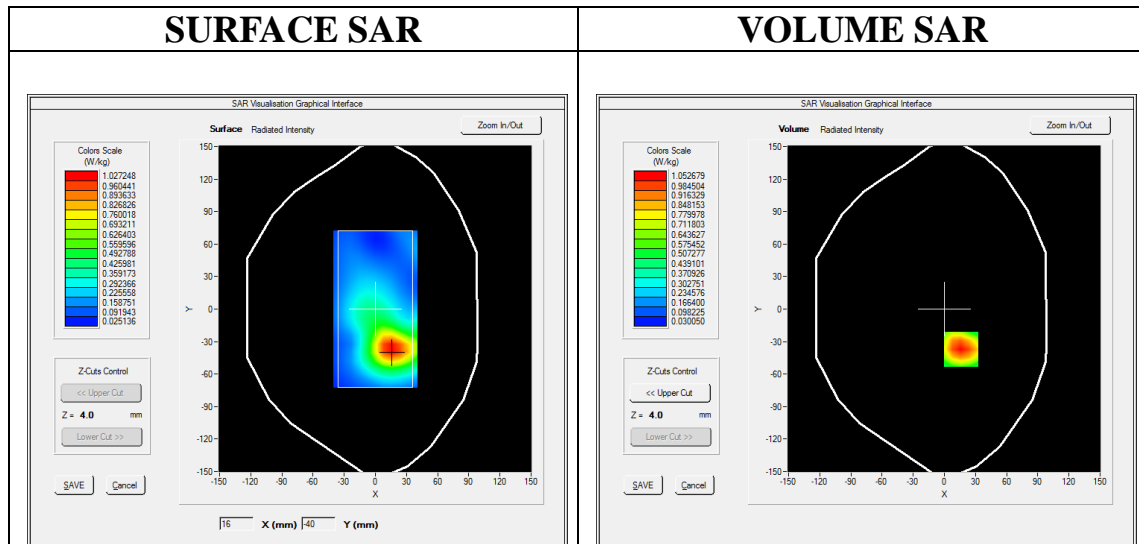 SURFACE SAR
VOLUME SAR
SAR Visualisation Graphical Interface
Surface Radiated Intensity
Zoom In/Out
Colors Scale
(W/kg)
1.027248
0.960441
0.893633
0.826826
0.760018
0.693211
0.626403
0.559596
0.492788
0.425981
0.359173
0.292366
0.225558
0.158751
0.091943
0.025136
Z-Cuts Control
<< Upper Cut
Z = 4.0 mm
Lower Cut >>
SAVE
Cancel
150
120
90
60
30
0
-30
-60
-90
-120
-150
Y
-150 -120 -90 -60 -30 0 30 60 90 120 150
X
16 X (mm) -40 Y (mm)
SAR Visualisation Graphical Interface
Volume Radiated Intensity
Zoom In/Out
Colors Scale
(W/kg)
1.052679
0.984504
0.916329
0.848153
0.779978
0.711803
0.643627
0.575452
0.507277
0.439101
0.370926
0.302751
0.234576
0.166400
0.098225
0.030050
Z-Cuts Control
<< Upper Cut
Z = 4.0 mm
Lower Cut >>
SAVE
Cancel
150
120
90
60
30
0
-30
-60
-90
-120
-150
Y
-150 -120 -90 -60 -30 0 30 60 90 120 150
X